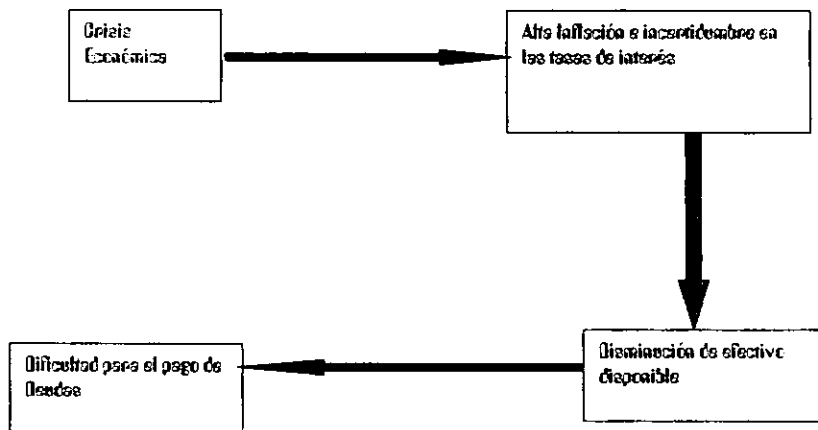 Crisis
Económica
Alta Inflación e incertidumbre en
las tasas de interés
Disminución de efectivo
disponible
Dificultad para el pago de
Deudas